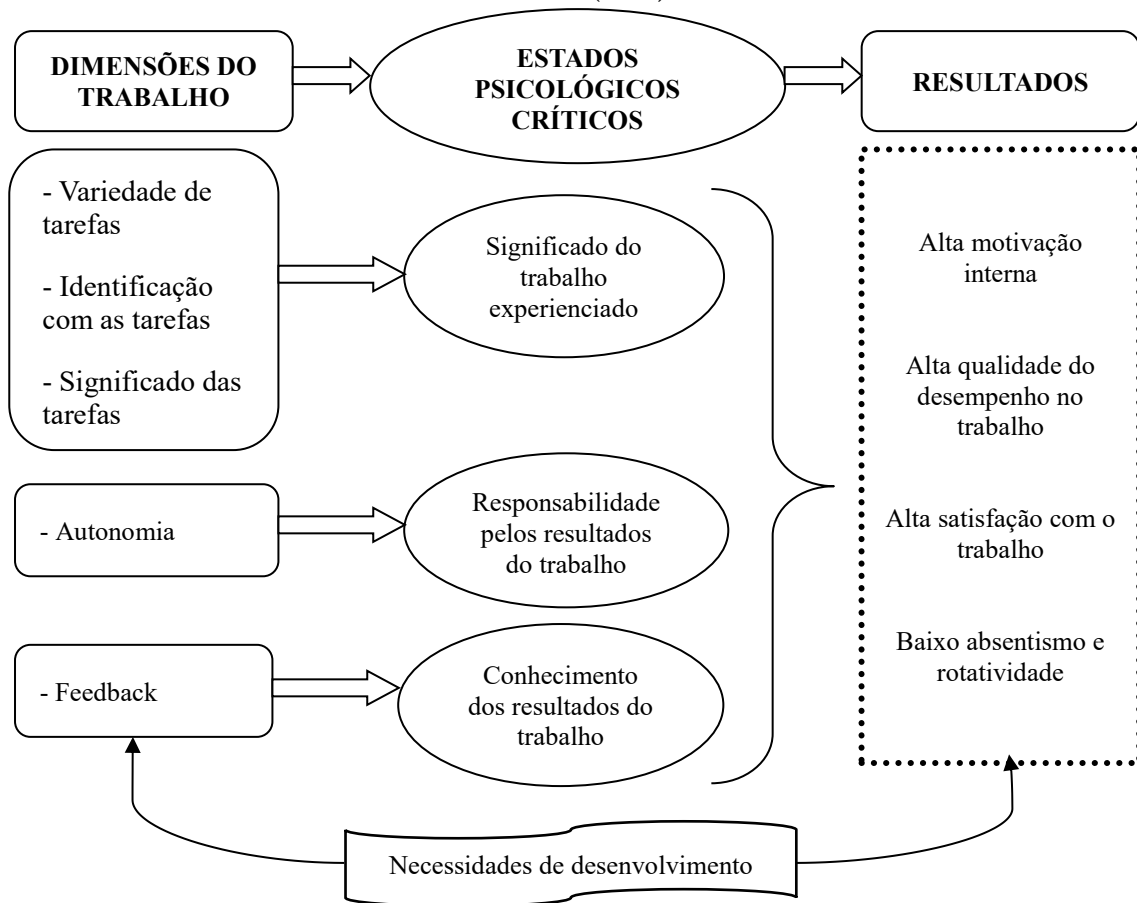 DIMENSÕES DO
TRABALHO
ESTADOS
PSICOLÓGICOS
CRÍTICOS
RESULTADOS
- Variedade de
tarefas
- Identificação
com as tarefas
- Significado das
tarefas
Significado do
trabalho
experienciado
Alta motivação
interna
Alta qualidade do
desempenho no
trabalho
- Autonomia
Responsabilidade
pelos resultados
do trabalho
Alta satisfação com o
trabalho
- Feedback
Conhecimento
dos resultados do
trabalho
Baixo absentismo e
rotatividade
Necessidades de desenvolvimento